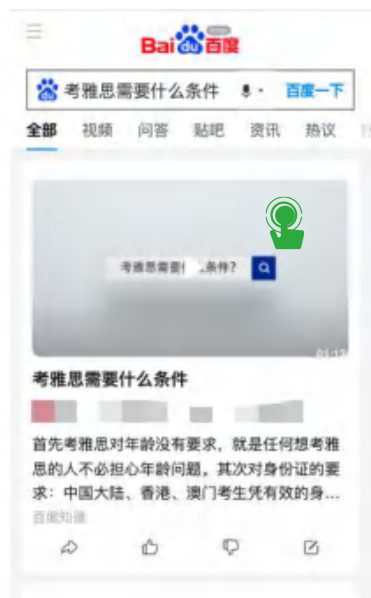 Bai du 百度
考雅思需要什么条件 百度一下
全部 视频 问答 贴吧 资讯 热议
考雅思需要 条件?
01:12
考雅思需要什么条件
首先考雅思对年龄没有要求，就是任何想考雅
思的人不必担心年龄问题。其次对身份证的要
求：中国大陆、香港、澳门考生凭有效的身...
百度知道